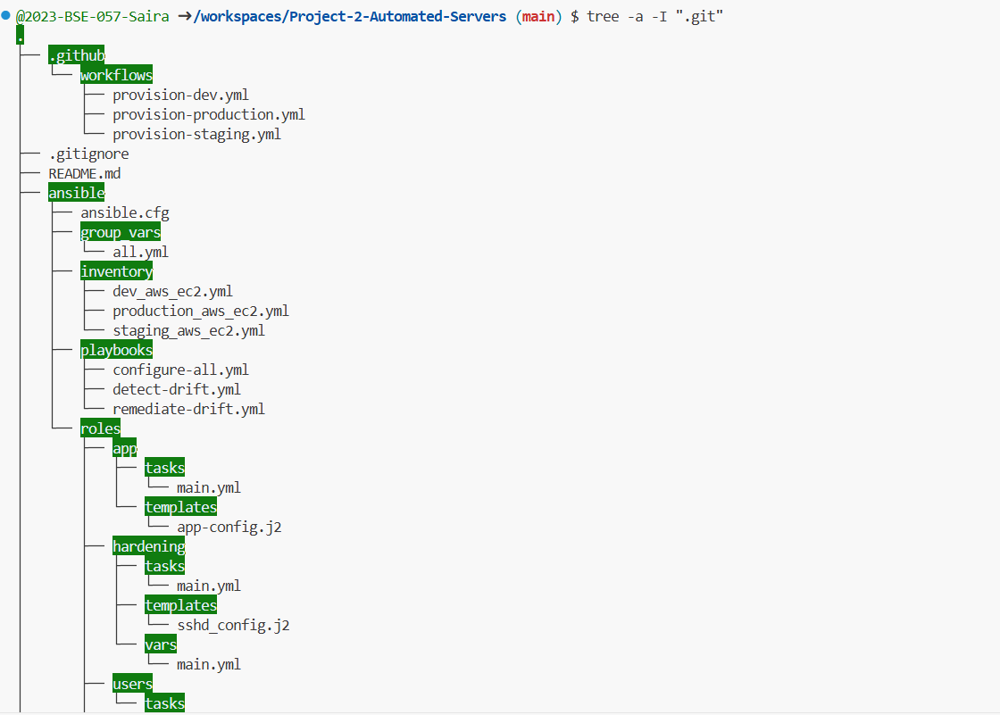 @2023-BSE-057-Saira ➜/workspaces/Project-2-Automated-Servers (main) $ tree -a -I ".git"
.
├── .github
│   └── workflows
│       ├── provision-dev.yml
│       ├── provision-production.yml
│       └── provision-staging.yml
├── .gitignore
├── README.md
├── ansible
│   ├── ansible.cfg
│   ├── group_vars
│   │   └── all.yml
│   ├── inventory
│   │   ├── dev_aws_ec2.yml
│   │   ├── production_aws_ec2.yml
│   │   └── staging_aws_ec2.yml
│   ├── playbooks
│   │   ├── configure-all.yml
│   │   ├── detect-drift.yml
│   │   └── remediate-drift.yml
│   └── roles
│       ├── app
│       │   ├── tasks
│       │   │   └── main.yml
│       │   └── templates
│       │       └── app-config.j2
│       ├── hardening
│       │   ├── tasks
│       │   │   └── main.yml
│       │   ├── templates
│       │   │   └── sshd_config.j2
│       │   └── vars
│       │       └── main.yml
│       ├── users
│       │   └── tasks